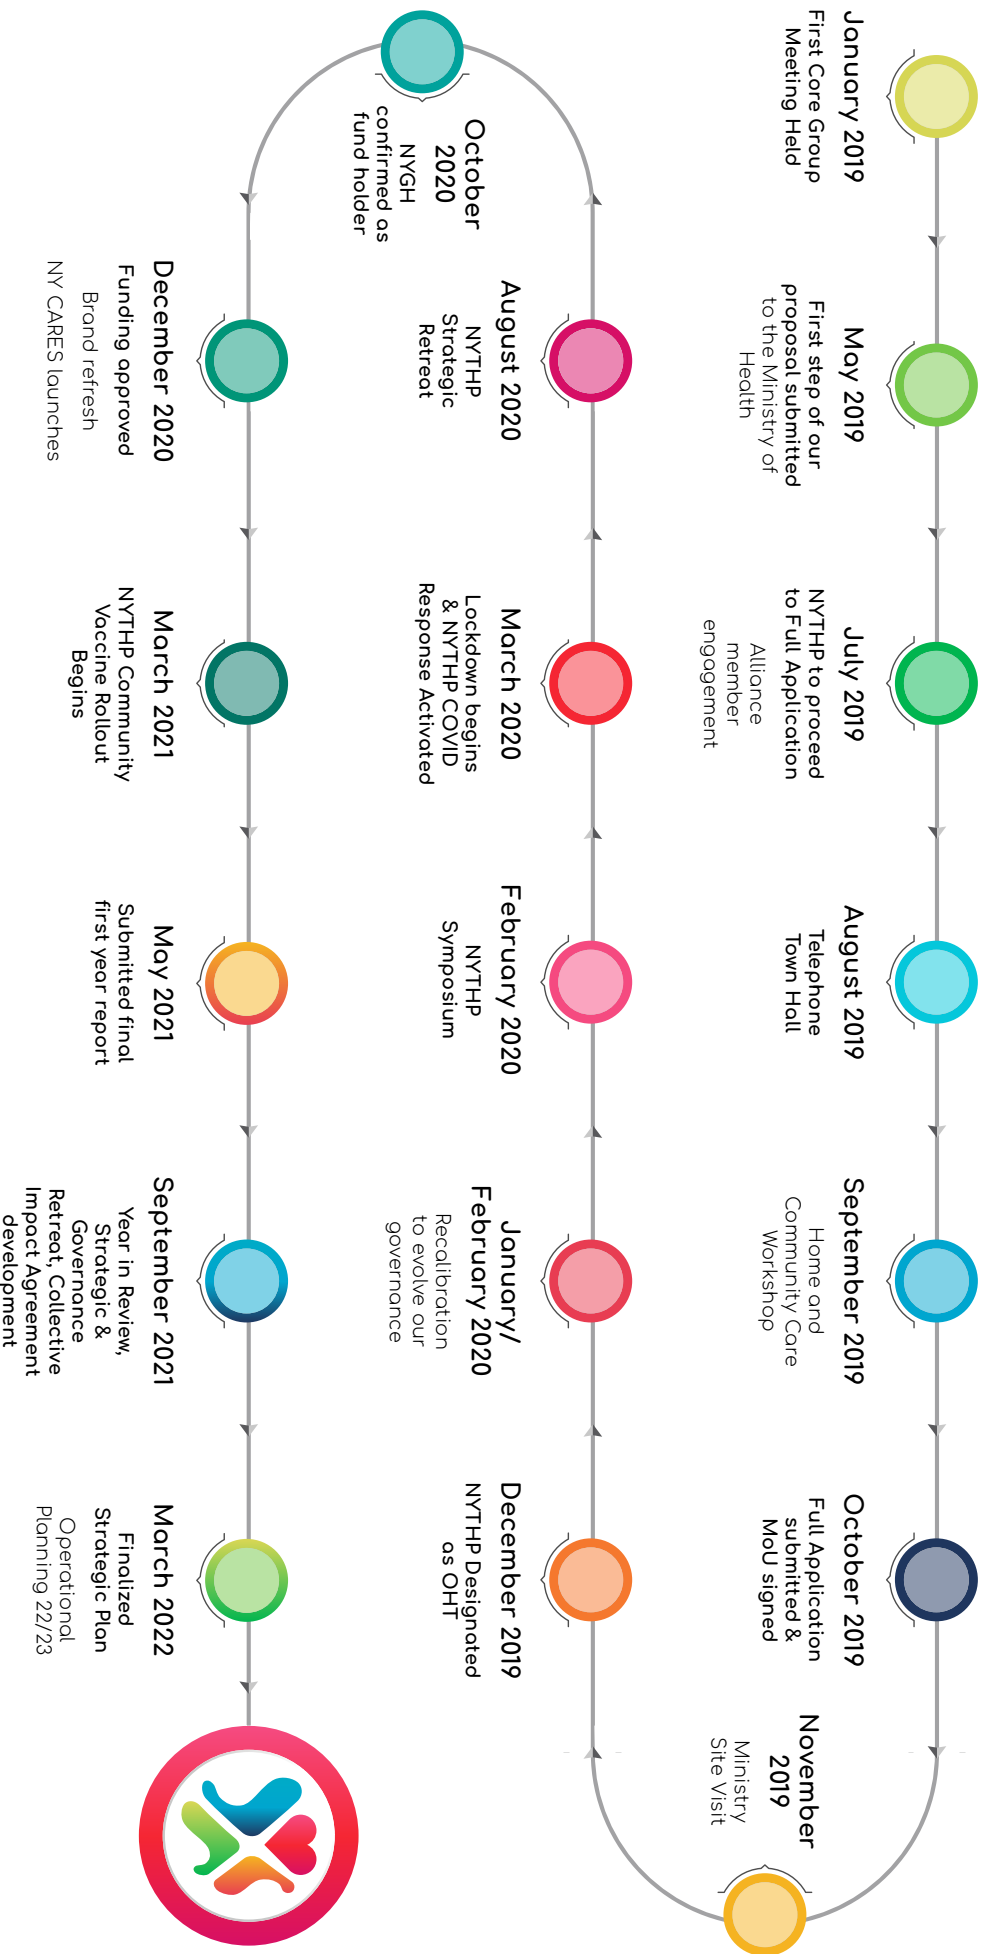 January 2019
First Core Group
Meeting Held
May 2019
First step of our
proposal submitted
to the Ministry of
Health
July 2019
NYTHP to proceed
to Full Application
Alliance
member
engagement
August 2019
Telephone
Town Hall
September 2019
Home and
Community Care
Workshop
October 2019
Full Application
submitted &
MoU signed
November
2019
Ministry
Site Visit
December 2019
NYTHP Designated
as OHT
January/
February 2020
Recalibration
to evolve our
governance
February 2020
NYTHP
Symposium
March 2020
Lockdown begins
& NYTHP COVID
Response Activated
August 2020
NYTHP
Strategic
Retreat
October
2020
NYGH
confirmed as
fund holder
December 2020
Funding approved
Brand refresh
NY CARES launches
March 2021
NYTHP Community
Vaccine Rollout
Begins
May 2021
Submitted final
first year report
September 2021
Year in Review,
Strategic &
Governance
Retreat, Collective
Impact Agreement
development
March 2022
Finalized
Strategic Plan
Operational
Planning 22/23